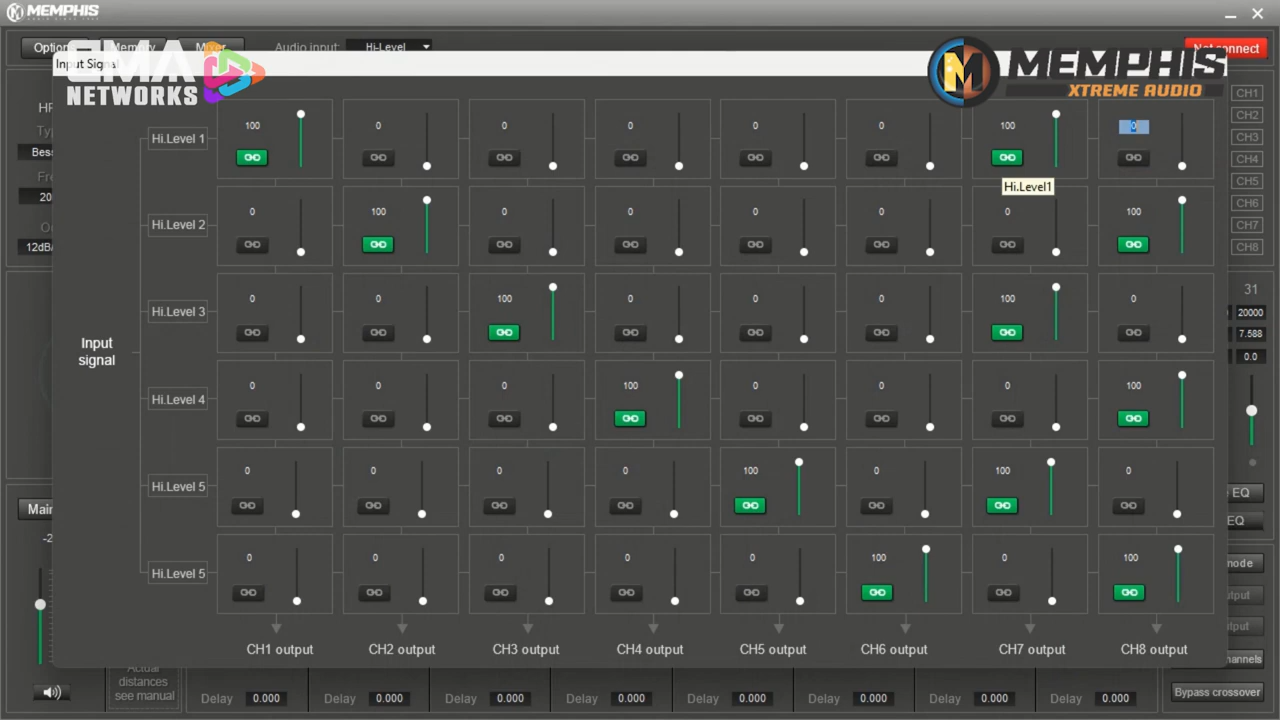 MEMPHIS
Options Memory Mixer Audio input: Hi-Level Not connect
Input Signal
SMA
NETWORKS
MEMPHIS
XTREME AUDIO
HP
Bess
20
12dB/
Hi.Level 1 100 0 0 0 0 0 100 0
Hi.Level1
Hi.Level 2 0 100 0 0 0 0 0 100
Hi.Level 3 0 0 100 0 0 0 100 0
Input
signal
Hi.Level 4 0 0 0 100 0 0 0 100
Hi.Level 5 0 0 0 0 100 0 100 0
Hi.Level 5 0 0 0 0 0 100 0 100
CH1 output CH2 output CH3 output CH4 output CH5 output CH6 output CH7 output CH8 output
CH1
CH2
CH3
CH4
CH5
CH6
CH7
CH8
31
20000
7.588
0.0
EQ
EQ
Main
-2
Actual
distances
see manual
Delay 0.000 Delay 0.000 Delay 0.000 Delay 0.000 Delay 0.000 Delay 0.000 Delay 0.000 Delay 0.000
Bypass crossover